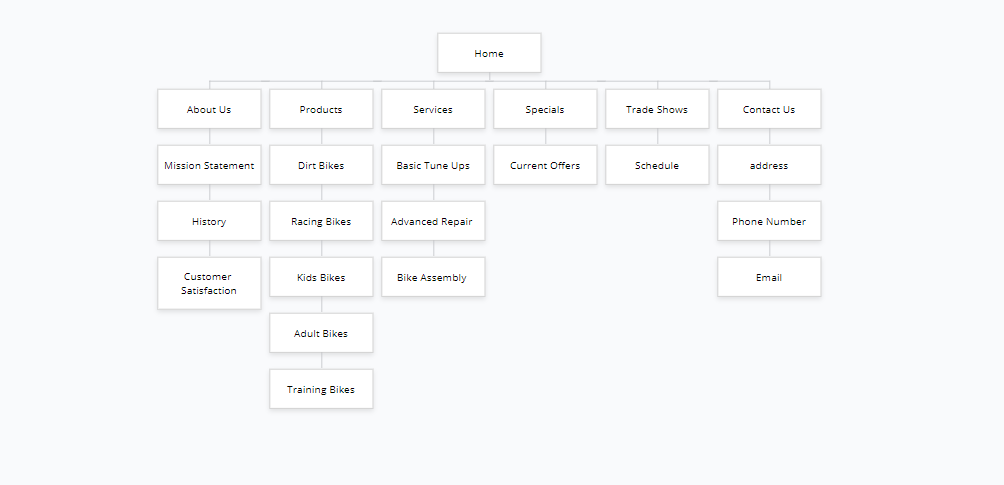 Home
About Us
Products
Services
Specials
Trade Shows
Contact Us
Mission Statement
Dirt Bikes
Basic Tune Ups
Current Offers
Schedule
address
History
Racing Bikes
Advanced Repair
Phone Number
Customer
Satisfaction
Kids Bikes
Bike Assembly
Email
Adult Bikes
Training Bikes